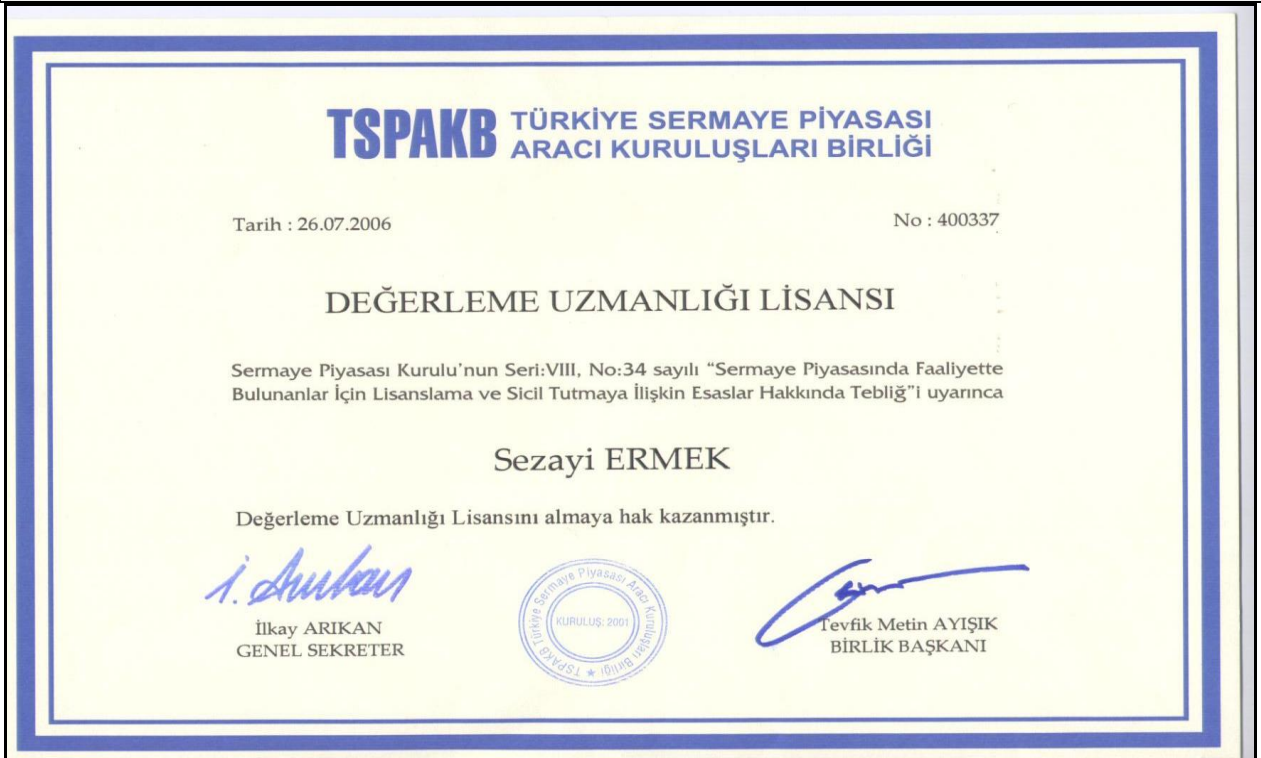 TSPAKB TÜRKİYE SERMAYE PİYASASI
ARACI KURULUŞLARI BİRLİĞİ
Tarih : 26.07.2006
No : 400337
DEĞERLEME UZMANLIĞI LİSANSI
Sermaye Piyasası Kurulu'nun Seri:VIII, No:34 sayılı "Sermaye Piyasasında Faaliyette
Bulunanlar İçin Lisanslama ve Sicil Tutmaya İlişkin Esaslar Hakkında Tebliğ"i uyarınca
Sezayi ERMEK
Değerleme Uzmanlığı Lisansını almaya hak kazanmıştır.
İlkay ARIKAN
GENEL SEKRETER
TSPAKB Türkiye Sermaye Piyasası Aracı Kuruluşları Birliği
KURULUŞ: 2001
Tevfik Metin AYIŞIK
BİRLİK BAŞKANI